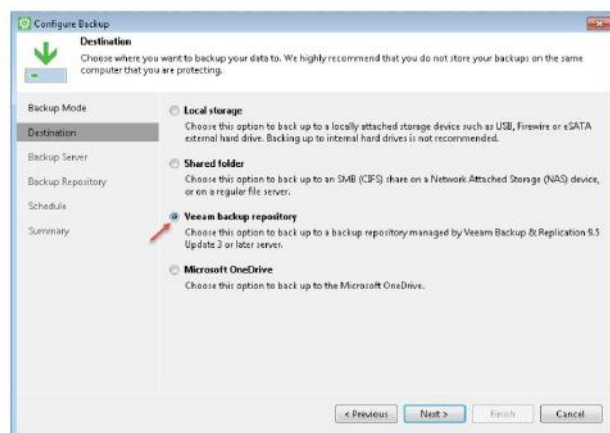 Configure Backup
Destination
Choose where you want to backup your data to. We highly recommend that you do not store your backups on the same
computer that you are protecting.
Backup Mode
Destination
Backup Server
Backup Repository
Schedule
Summary
Local storage
Choose this option to back up to a locally attached storage device such as USB, Firewire or eSATA
external hard drive. Backing up to internal hard drives is not recommended.
Shared folder
Choose this option to back up to an SMB (CIFS) share on a Network Attached Storage (NAS) device,
or on a regular file server.
Veeam backup repository
Choose this option to back up to a backup repository managed by Veeam Backup & Replication 9.5
Update 3 or later server.
Microsoft OneDrive
Choose this option to back up to the Microsoft OneDrive.
< Previous Next > Finish Cancel